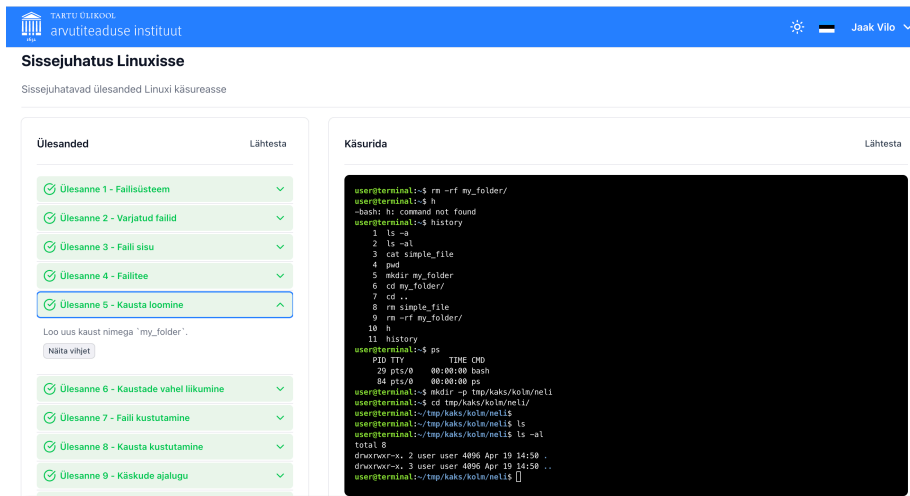 TARTU ÜLIKOOL
arvutiteaduse instituut
1632
Jaak Vilo
Sissejuhatus Linuxisse
Sissejuhatavad ülesanded Linuxi käsureasse
Ülesanded
Lähtesta
Ülesanne 1 - Failisüsteem
Ülesanne 2 - Varjatud failid
Ülesanne 3 - Faili sisu
Ülesanne 4 - Failitee
Ülesanne 5 - Kausta loomine
Loo uus kaust nimega `my_folder`.
Näita vihjet
Ülesanne 6 - Kaustade vahel liikumine
Ülesanne 7 - Faili kustutamine
Ülesanne 8 - Kausta kustutamine
Ülesanne 9 - Käskude ajalugu
Käsurida
Lähtesta
user@terminal:~$ rm -rf my_folder/
user@terminal:~$ h
-bash: h: command not found
user@terminal:~$ history
1 ls -a
2 ls -al
3 cat simple_file
4 pwd
5 mkdir my_folder
6 cd my_folder/
7 cd ..
8 rm simple_file
9 rm -rf my_folder/
10 h
11 history
user@terminal:~$ ps
PID TTY TIME CMD
29 pts/0 00:00:00 bash
84 pts/0 00:00:00 ps
user@terminal:~$ mkdir -p tmp/kaks/kolm/neli
user@terminal:~$ cd tmp/kaks/kolm/neli/
user@terminal:~/tmp/kaks/kolm/neli$
user@terminal:~/tmp/kaks/kolm/neli$ ls
user@terminal:~/tmp/kaks/kolm/neli$ ls -al
total 8
drwxrwxr-x. 2 user user 4096 Apr 19 14:50 .
drwxrwxr-x. 3 user user 4096 Apr 19 14:50 ..
user@terminal:~/tmp/kaks/kolm/neli$